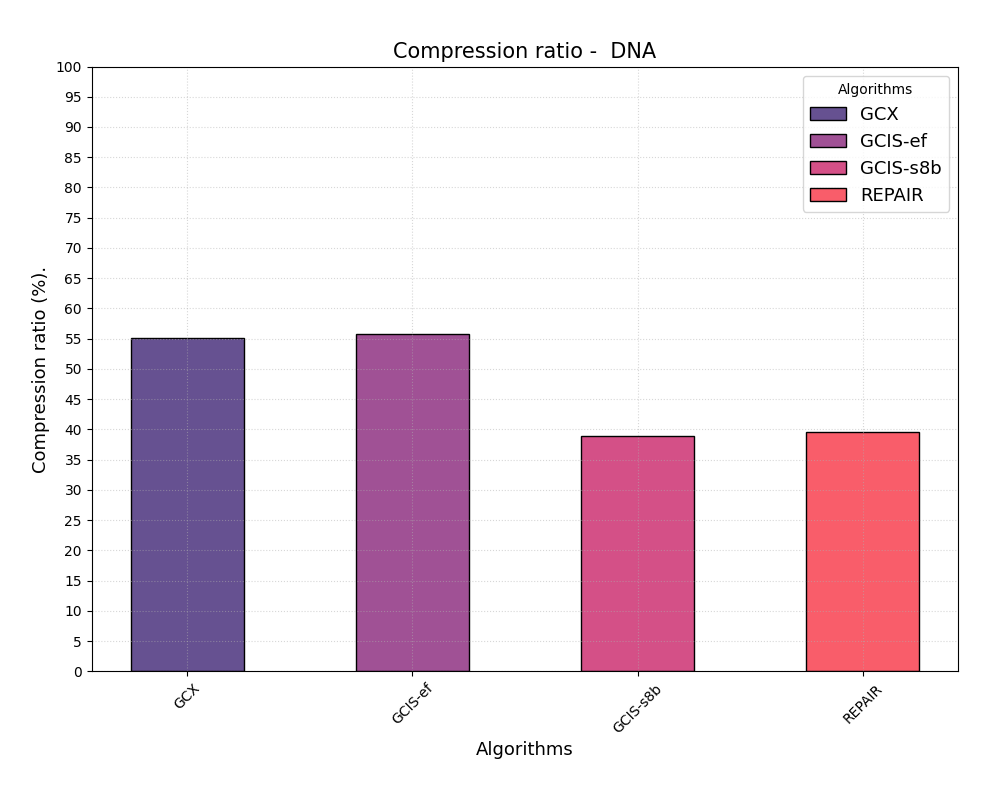 Compression ratio -  DNA
Compression ratio (%).
100
95
90
85
80
75
70
65
60
55
50
45
40
35
30
25
20
15
10
5
0
Algorithms
GCX
GCIS-ef
GCIS-s8b
REPAIR
GCX
GCIS-ef
GCIS-s8b
REPAIR
Algorithms